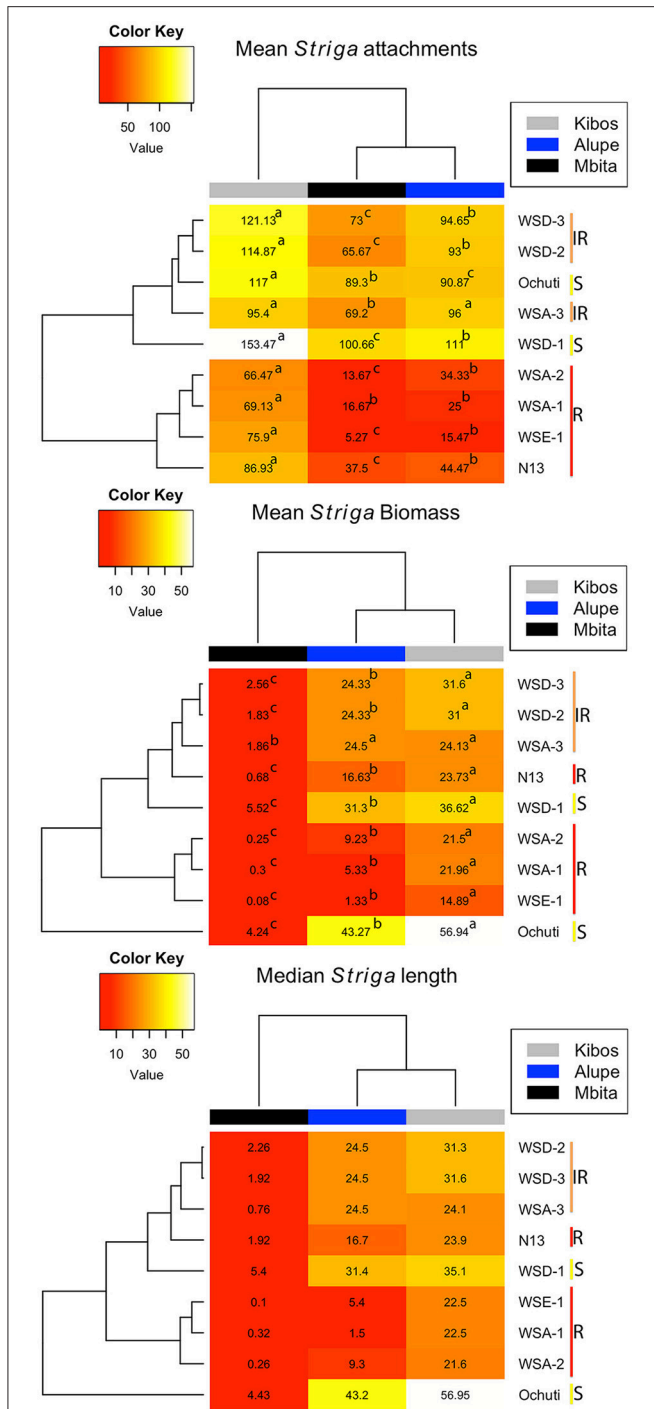 Color Key
50 100
Value
Mean Striga attachments
Kibos
Alupe
Mbita
121.13a 73c 94.65b WSD-3
114.87a 65.67c 93b WSD-2
IR
117a 89.3b 90.87c Ochuti S
95.4a 69.2b 96a WSA-3 IR
153.47a 100.66c 111b WSD-1 S
66.47a 13.67c 34.33b WSA-2
69.13a 16.67b 25b WSA-1
R
75.9a 5.27c 15.47b WSE-1
86.93a 37.5c 44.47b N13
Color Key
10 30 50
Value
Mean Striga Biomass
Kibos
Alupe
Mbita
2.56c 24.33b 31.6a WSD-3
1.83c 24.33b 31a WSD-2
IR
1.86b 24.5a 24.13a WSA-3
0.68c 16.63b 23.73a N13 R
5.52c 31.3b 36.62a WSD-1 S
0.25c 9.23b 21.5a WSA-2
0.3c 5.33b 21.96a WSA-1 R
0.08c 1.33b 14.89a WSE-1
4.24c 43.27b 56.94a Ochuti S
Color Key
10 30 50
Value
Median Striga length
Kibos
Alupe
Mbita
2.26 24.5 31.3 WSD-2
1.92 24.5 31.6 WSD-3 IR
0.76 24.5 24.1 WSA-3
1.92 16.7 23.9 N13 R
5.4 31.4 35.1 WSD-1 S
0.1 5.4 22.5 WSE-1
0.32 1.5 22.5 WSA-1 R
0.26 9.3 21.6 WSA-2
4.43 43.2 56.95 Ochuti S